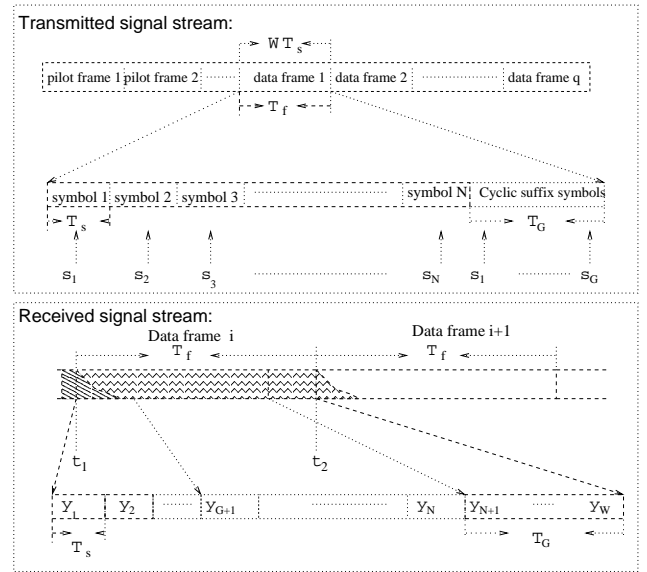 Transmitted signal stream:
W T_s
pilot frame 1 pilot frame 2 ······ data frame 1 data frame 2 ················ data frame q
T_f
symbol 1 symbol 2 symbol 3 ························ symbol N Cyclic suffix symbols
T_s T_G
s_1 s_2 s_3 ························ s_N s_1 ············ s_G
Received signal stream:
Data frame i Data frame i+1
T_f T_f
t_1 t_2
Y_1 Y_2 ······ Y_{G+1} ·················· Y_N Y_{N+1} ······ Y_W
T_s T_G